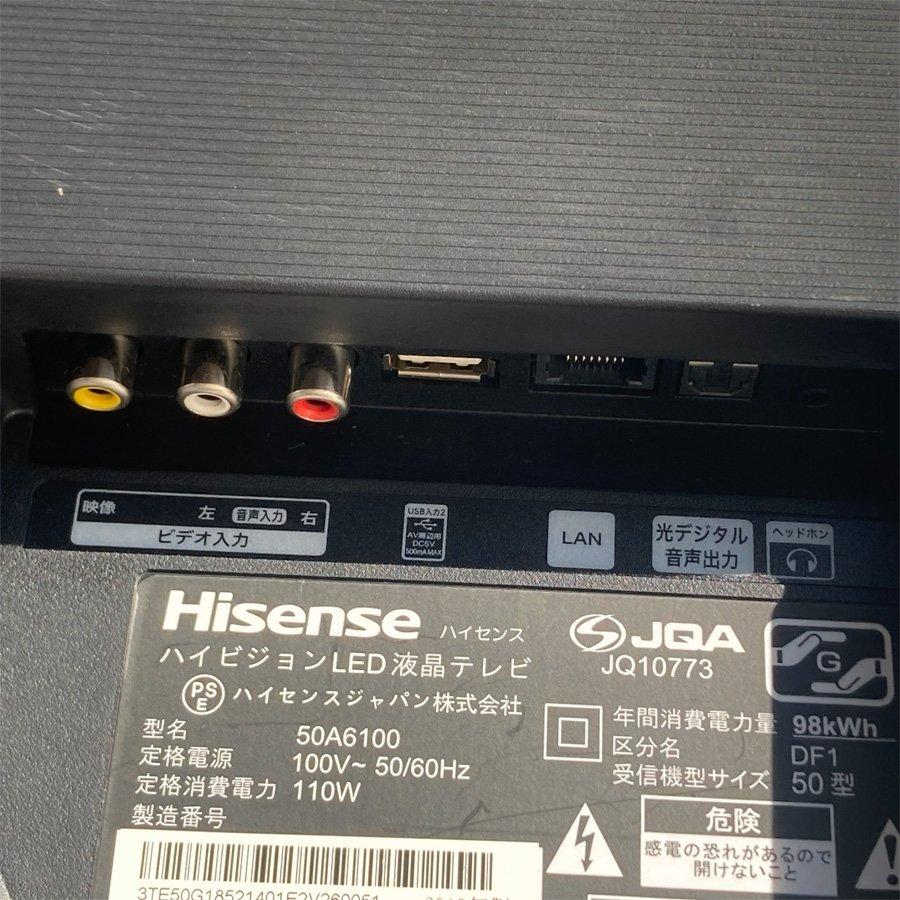 映像 左 音声入力 右
ビデオ入力
USB入力2
AV周辺用
DC5V
500mA MAX
LAN
光デジタル
音声出力
ヘッドホン
Hisense ハイセンス
ハイビジョンLED液晶テレビ
PS
E
ハイセンスジャパン株式会社
型名 50A6100
定格電源 100V~ 50/60Hz
定格消費電力 110W
製造番号
JQA
JQ10773
G
年間消費電力量 98kWh
区分名 DF1
受信機型サイズ 50型
危険
感電の恐れがあるので
開けないこと